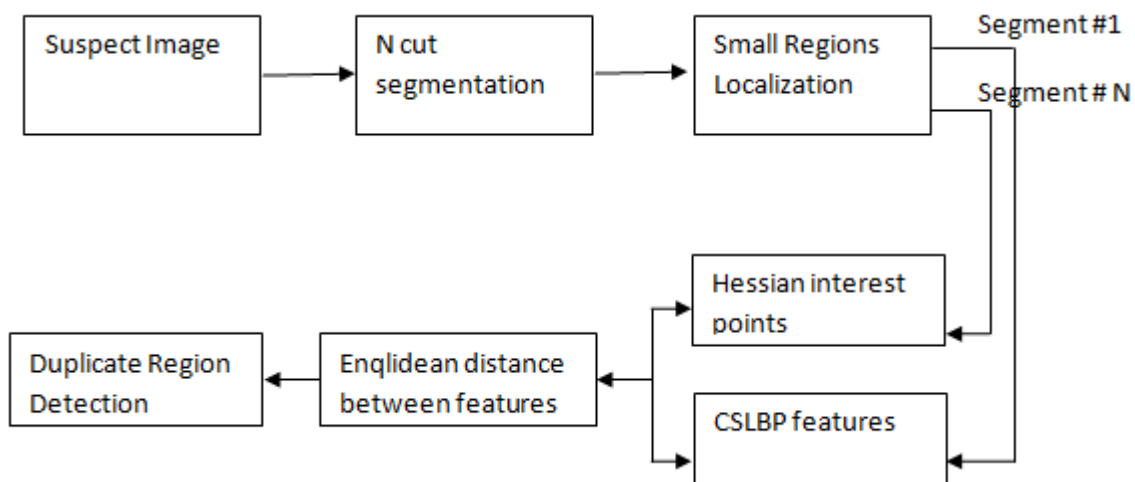 Suspect Image
N cut
segmentation
Small Regions
Localization
Segment #1
Segment # N
Hessian interest
points
Duplicate Region
Detection
Enqlidean distance
between features
CSLBP features